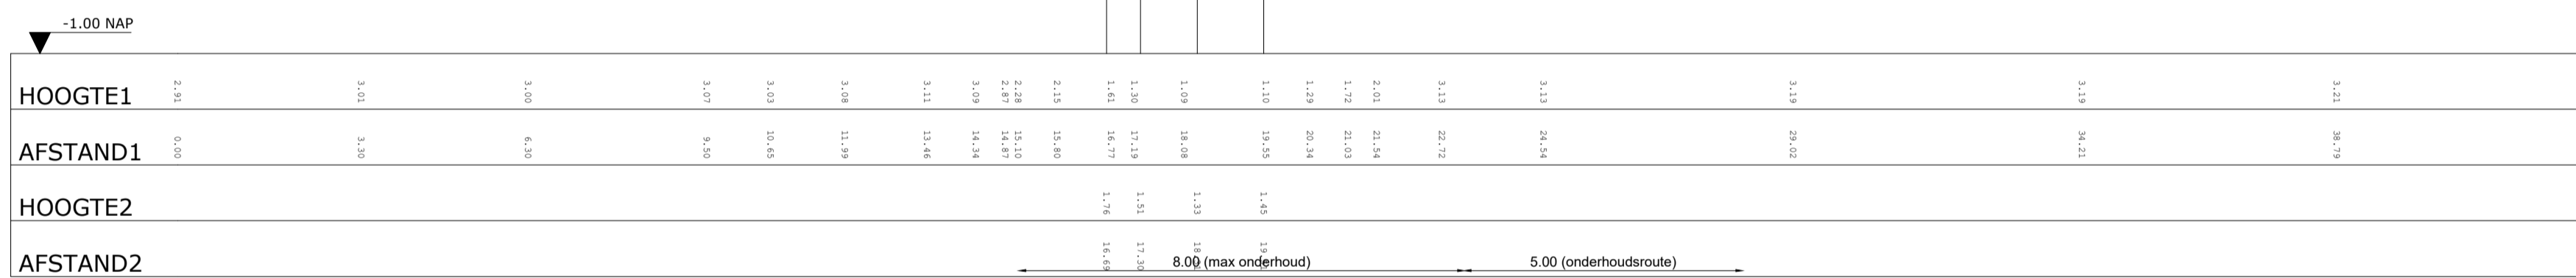 -1.00 NAP
HOOGTE1 2.91 3.01 3.00 3.07 3.03 3.08 3.11 3.09 2.87 2.28 2.15 1.61 1.30 1.09 1.10 1.29 1.72 2.01 3.13 3.13 3.19 3.19 3.21
AFSTAND1 0.00 3.30 6.30 9.50 10.65 11.99 13.46 14.34 14.87 15.10 15.80 16.77 17.19 18.08 19.55 20.34 21.03 21.54 22.72 24.54 29.02 34.21 38.79
HOOGTE2 1.76 1.51 1.33 1.45
AFSTAND2 16.69 17.30
8.00 (max onderhoud) 5.00 (onderhoudsroute)